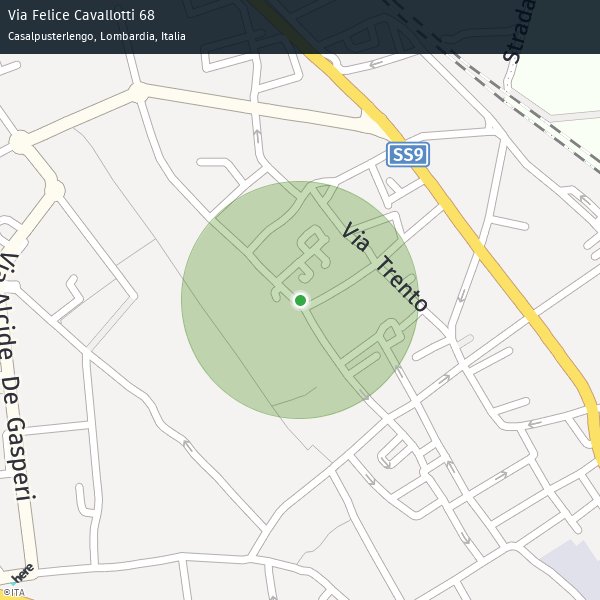 Via Felice Cavallotti 68
Casalpusterlengo, Lombardia, Italia
Strada
SS9
Via Trento
Via Alcide De Gasperi
here
©ITA